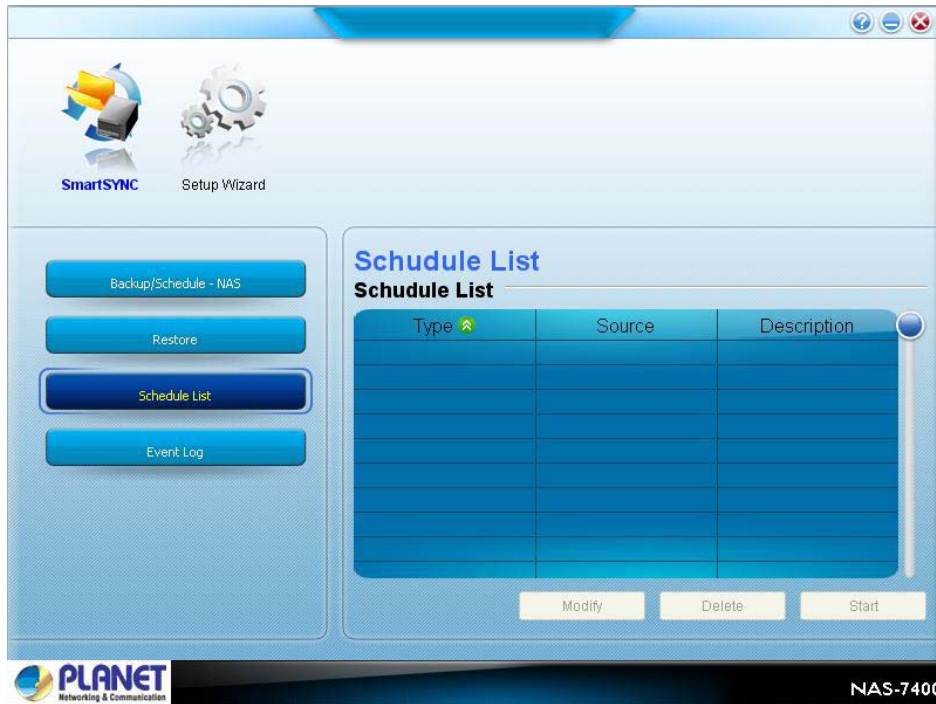 SmartSYNC
Setup Wizard
Backup/Schedule - NAS
Restore
Schedule List
Event Log
Schudule List
Schudule List
Type Source Description
Modify Delete Start
PLANET
Networking & Communication
NAS-7400